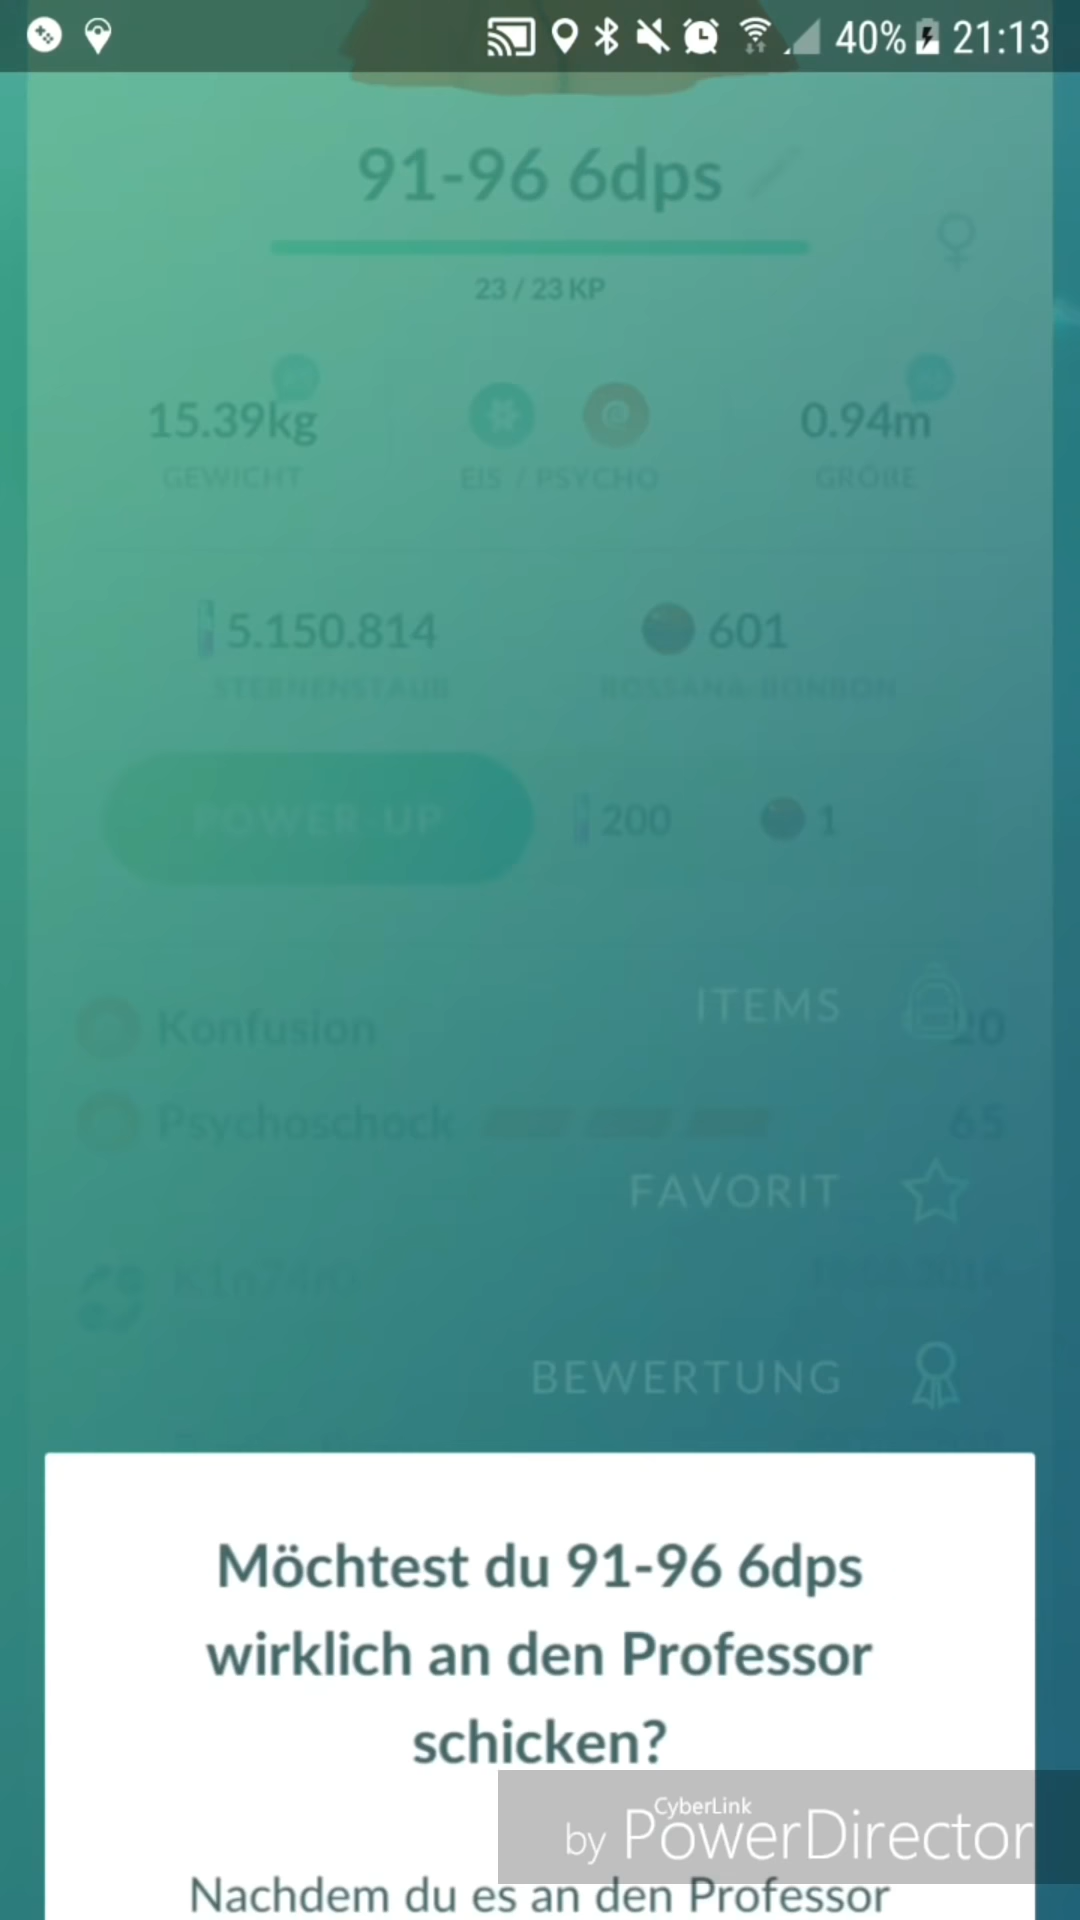 40% 21:13
91-96 6dps
23 / 23 KP
15.39kg 0.94m
GEWICHT EIS / PSYCHO GRÖßE
5.150.814 601
STERNENSTAUB ROSSANA-BONBON
POWER-UP 200 1
ITEMS
Konfusion 20
Psychoschock 65
FAVORIT
BEWERTUNG
Möchtest du 91-96 6dps
wirklich an den Professor
schicken?
by CyberLink PowerDirector
Nachdem du es an den Professor